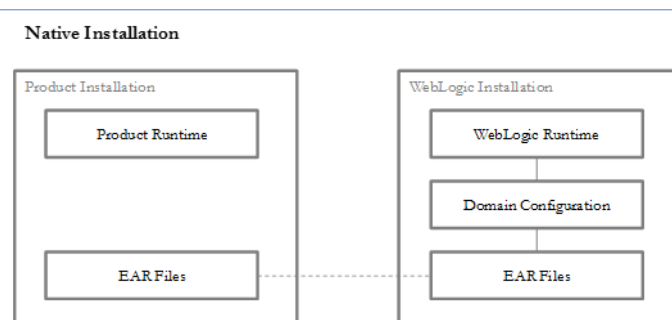 Native Installation
Product Installation
WebLogic Installation
Product Runtime
WebLogic Runtime
Domain Configuration
EAR Files
EAR Files